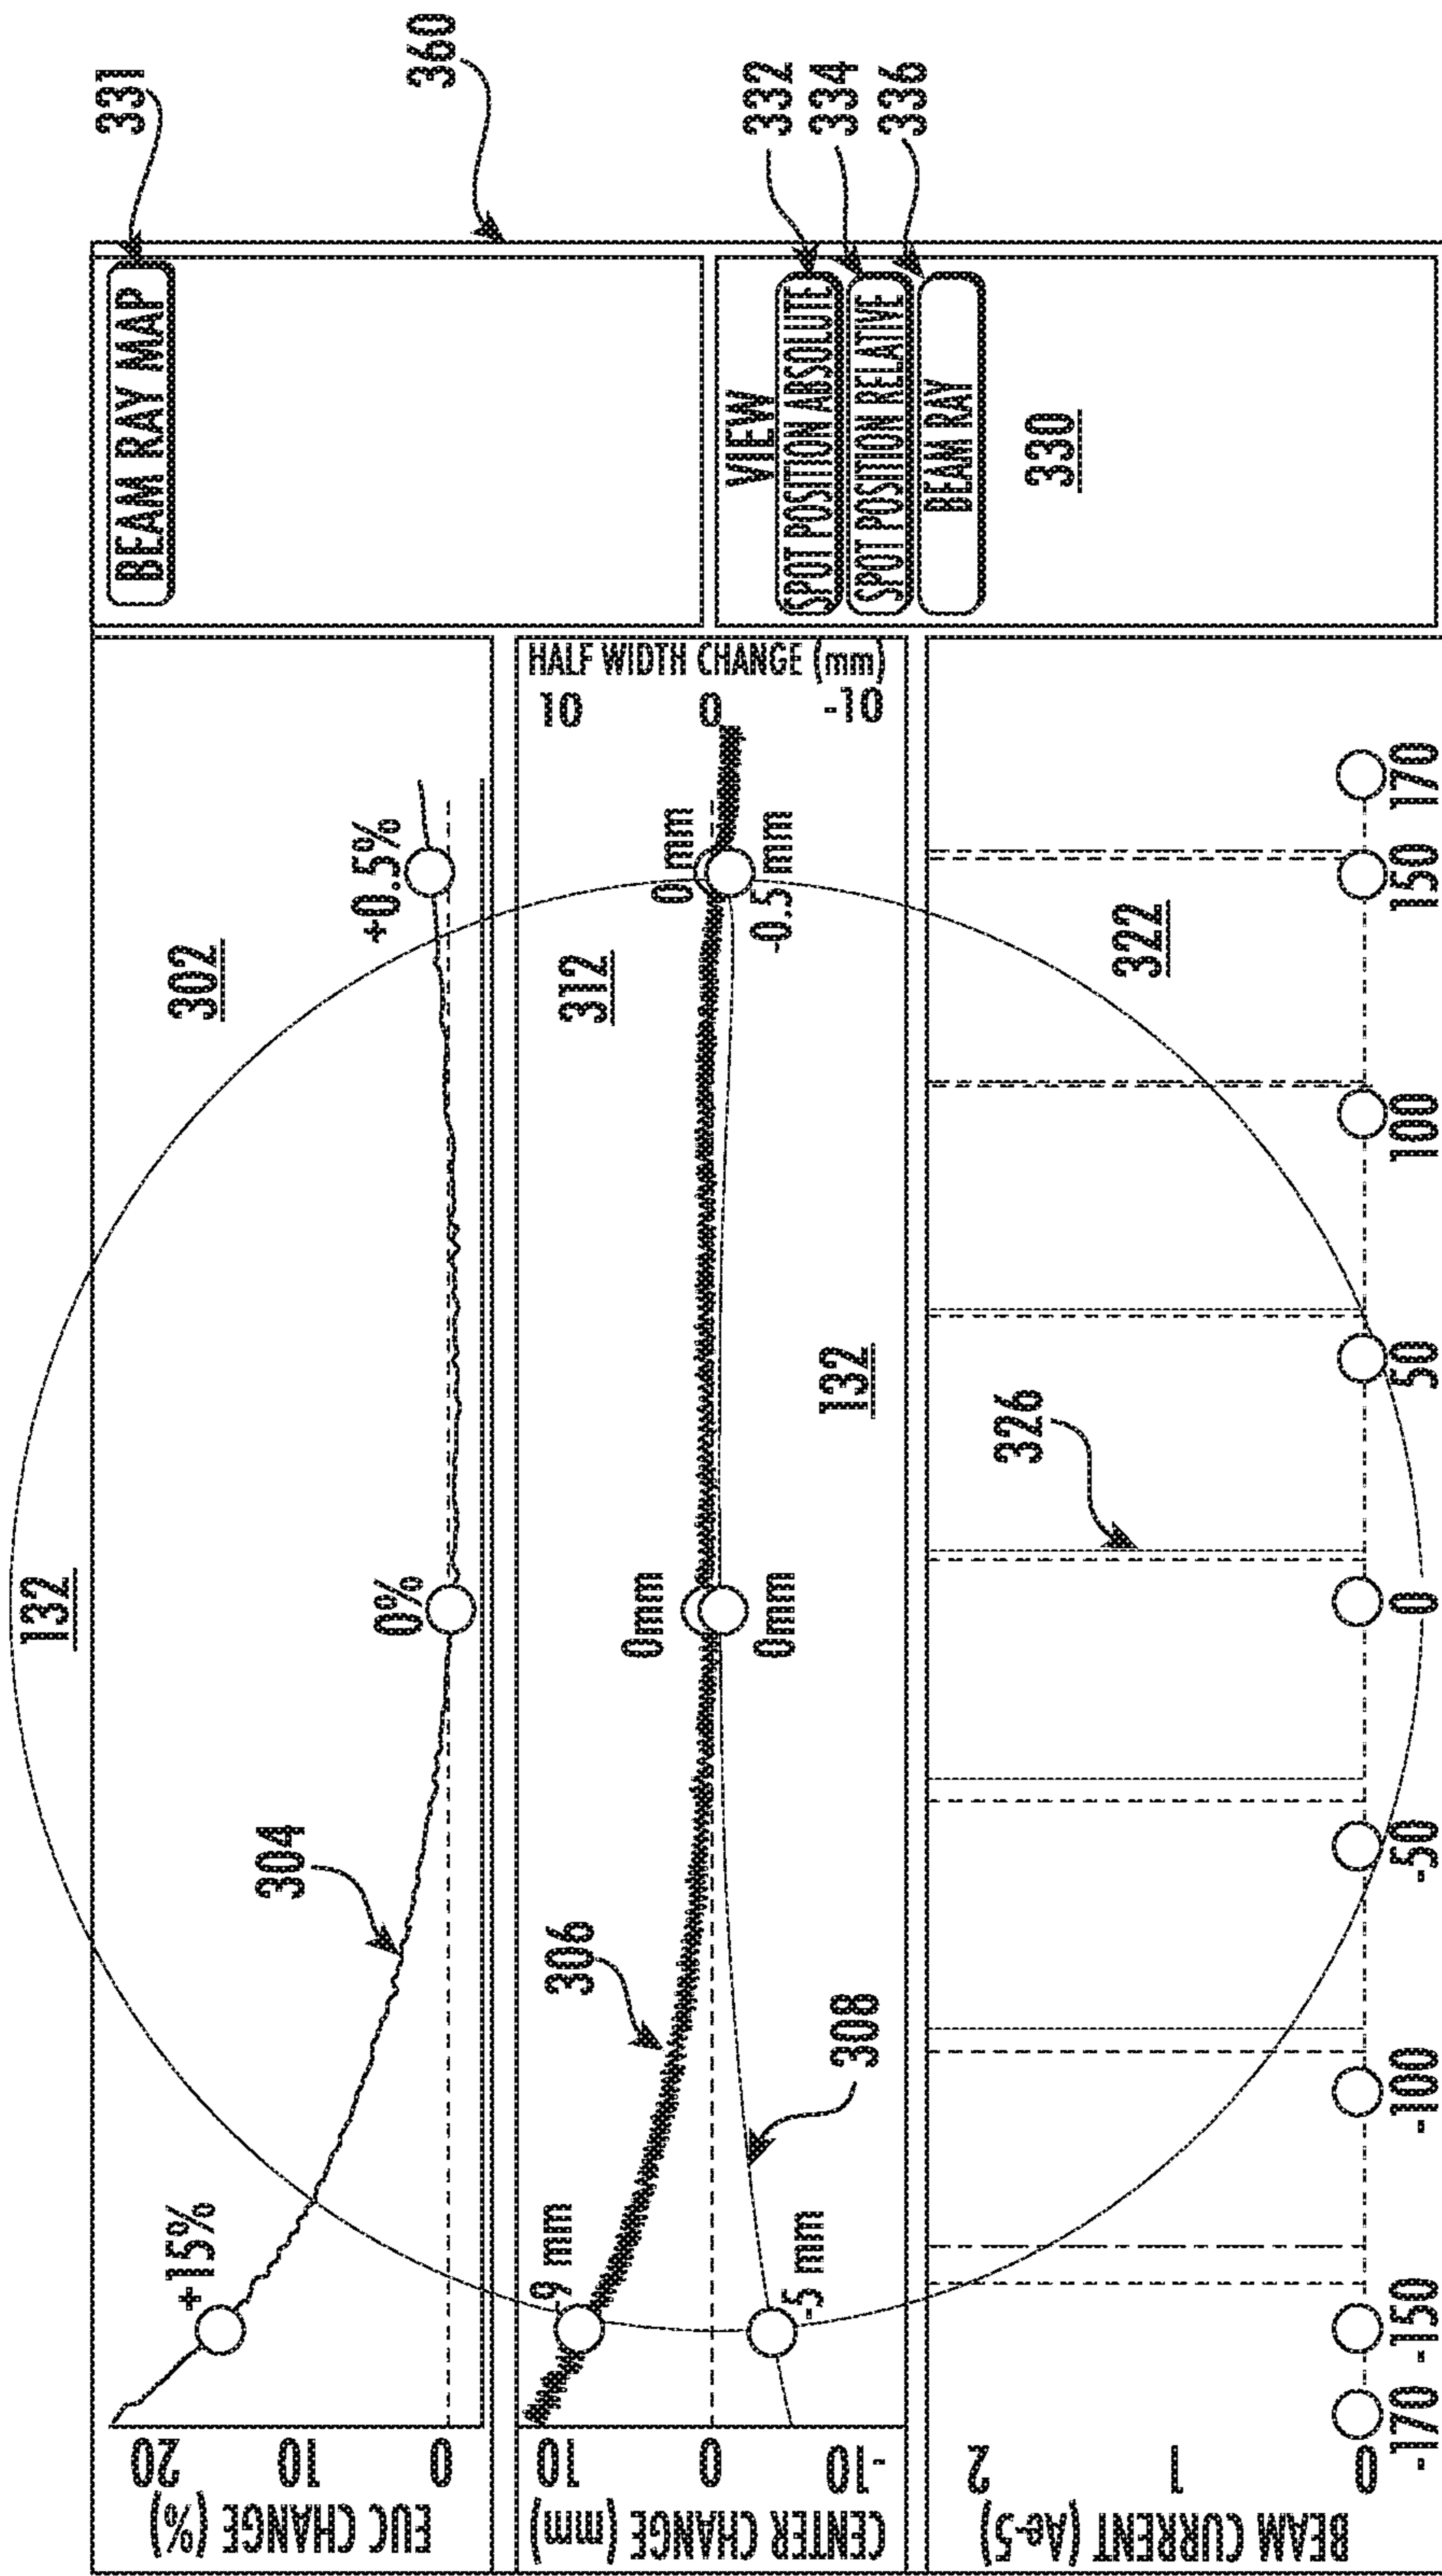 331
360
BEAM RAY MAP
132
302
+0.5%
0%
304
+15%
20
10
0
EUC CHANGE (%)
VIEW
332
SPOT POSITION ABSOLUTE
334
SPOT POSITION RELATIVE
336
BEAM RAY
330
HALF WIDTH CHANGE (mm)
10
0
-10
312
0 mm
-0.5 mm
0mm
0mm
132
306
308
-9 mm
-5 mm
10
0
-10
CENTER CHANGE (mm)
322
326
2
1
0
BEAM CURRENT (Ae-5)
-170 -150 -100 -50 0 50 100 150 170